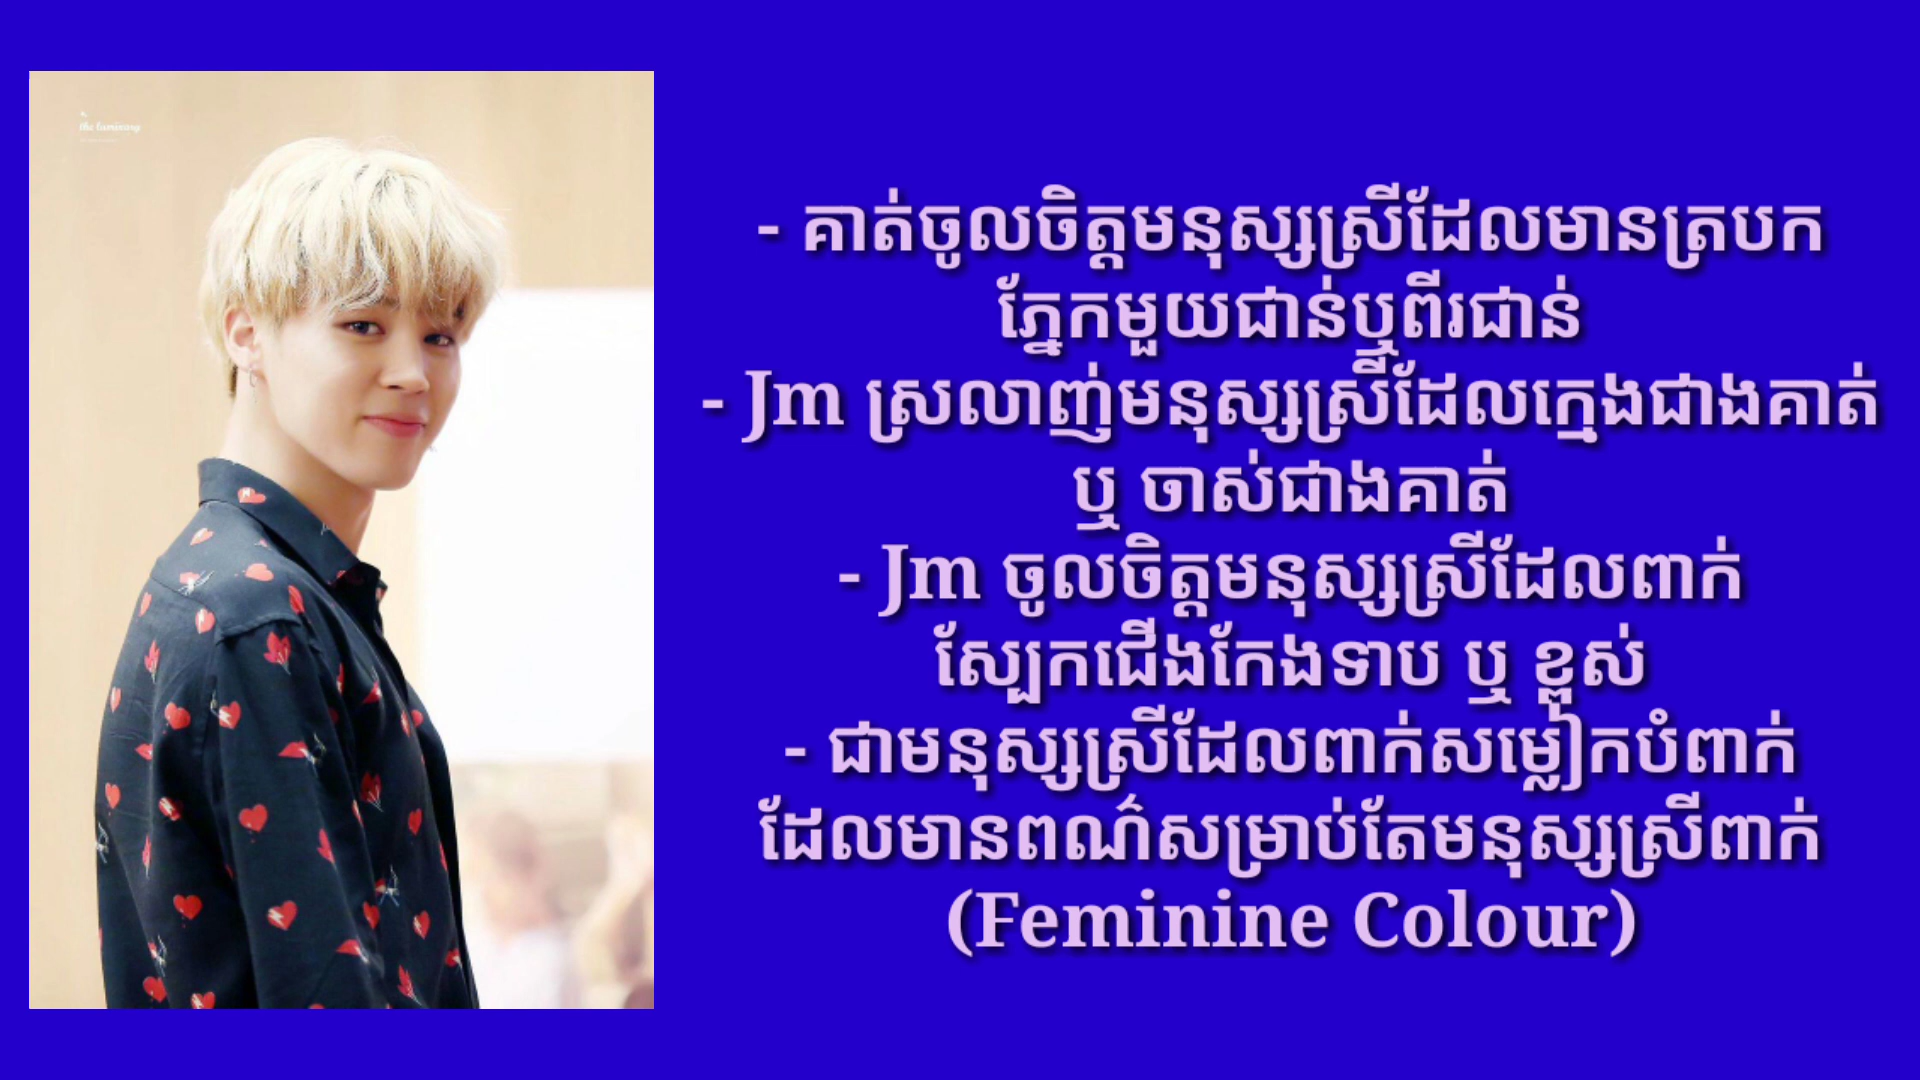 the luminary
- គាត់ចូលចិត្តមនុស្សស្រីដែលមានត្របក
ភ្នែកមួយជាន់ឬពីរជាន់
- Jm ស្រលាញ់មនុស្សស្រីដែលក្មេងជាងគាត់
ឬ ចាស់ជាងគាត់
- Jm ចូលចិត្តមនុស្សស្រីដែលពាក់
ស្បែកជើងកែងទាប ឬ ខ្ពស់
- ជាមនុស្សស្រីដែលពាក់សម្លៀកបំពាក់
ដែលមានពណ៌សម្រាប់តែមនុស្សស្រីពាក់
(Feminine Colour)